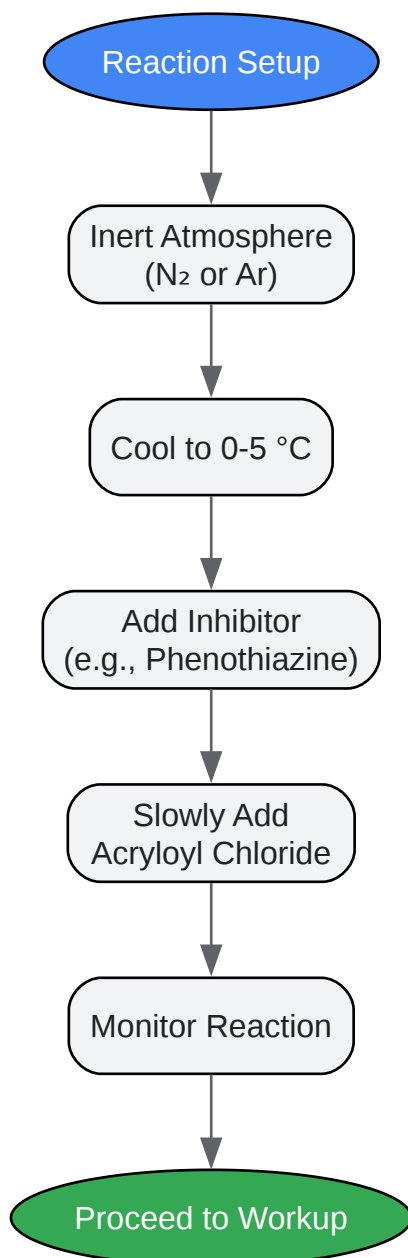 Reaction Setup
Inert Atmosphere
(N₂ or Ar)
Cool to 0-5 °C
Add Inhibitor
(e.g., Phenothiazine)
Slowly Add
Acryloyl Chloride
Monitor Reaction
Proceed to Workup